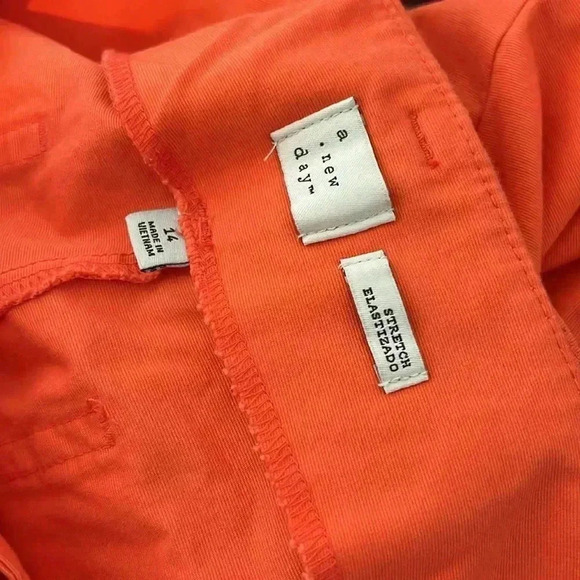 a
.new
day™
STRETCH
ELASTIZADO
14
MADE IN
VIETNAM